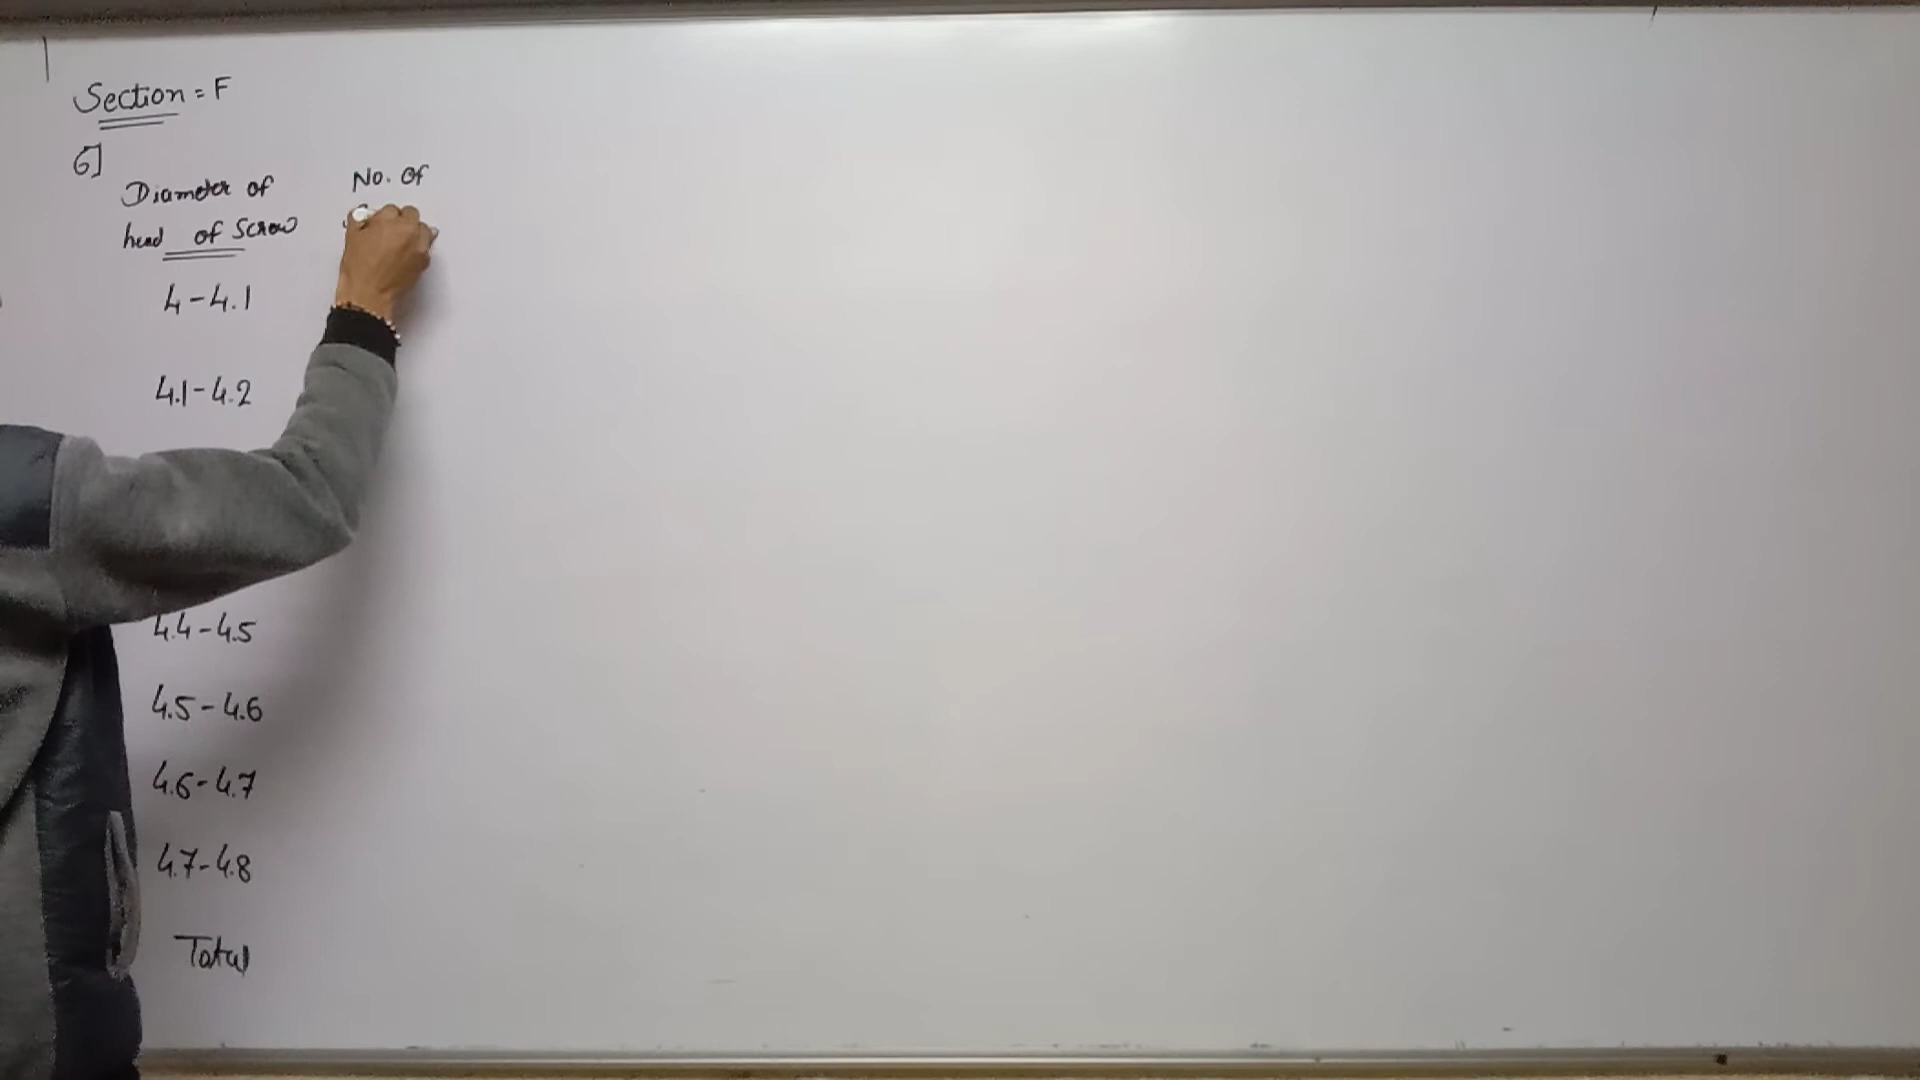 Section = F
6]
Diameter of
head of Screw
No. Of
4-4.1
4.1-4.2
4.4-4.5
4.5-4.6
4.6-4.7
4.7-4.8
Total